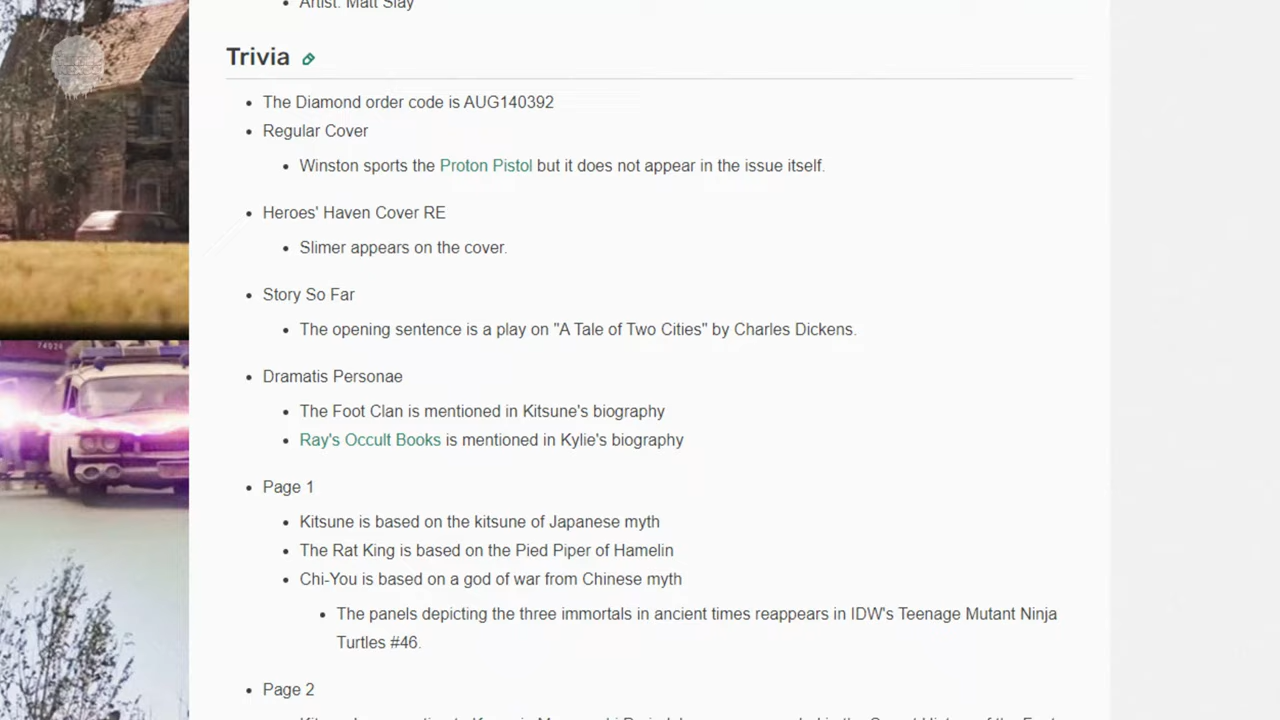 Artist: Matt Slay
Trivia
The Diamond order code is AUG140392
Regular Cover
Winston sports the Proton Pistol but it does not appear in the issue itself.
Heroes' Haven Cover RE
Slimer appears on the cover.
Story So Far
The opening sentence is a play on "A Tale of Two Cities" by Charles Dickens.
Dramatis Personae
The Foot Clan is mentioned in Kitsune's biography
Ray's Occult Books is mentioned in Kylie's biography
Page 1
Kitsune is based on the kitsune of Japanese myth
The Rat King is based on the Pied Piper of Hamelin
Chi-You is based on a god of war from Chinese myth
The panels depicting the three immortals in ancient times reappears in IDW's Teenage Mutant Ninja
Turtles #46.
Page 2